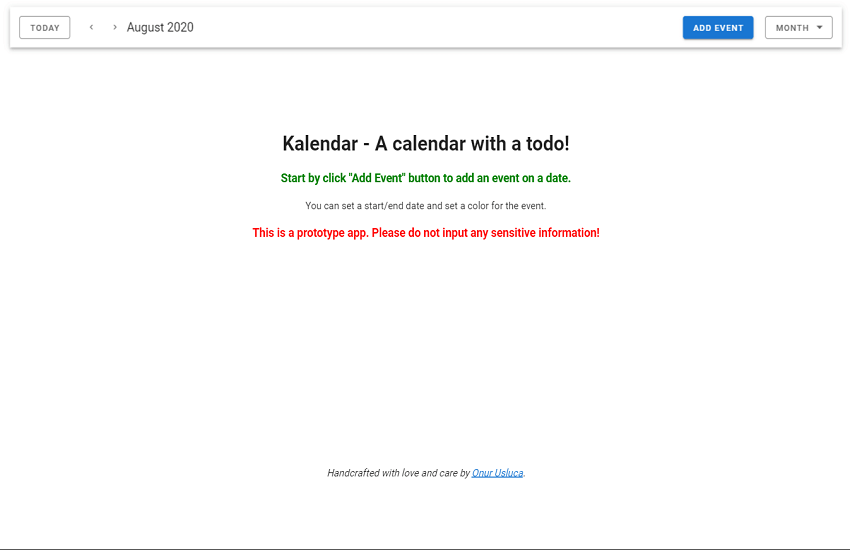 TODAY ‹ › August 2020 ADD EVENT MONTH
Kalendar - A calendar with a todo!
Start by click "Add Event" button to add an event on a date.
You can set a start/end date and set a color for the event.
This is a prototype app. Please do not input any sensitive information!
Handcrafted with love and care by Onur Usluca.